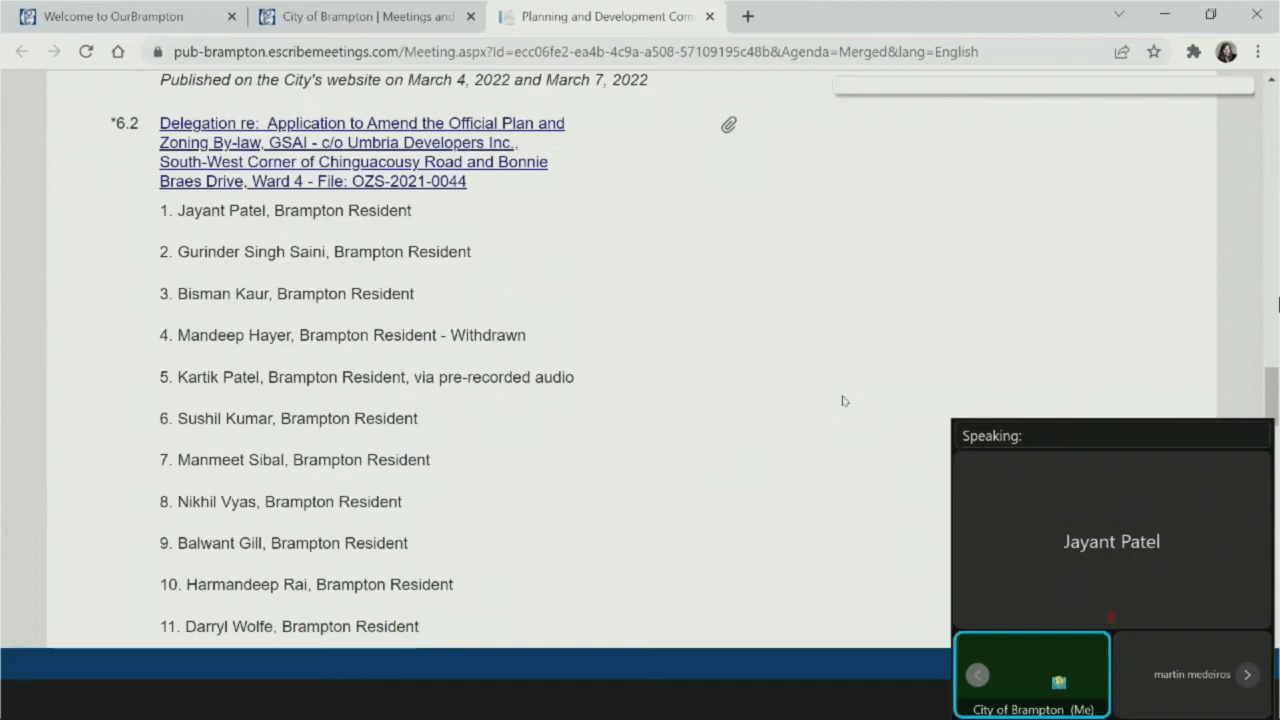 Welcome to OurBrampton
City of Brampton | Meetings and
Planning and Development Com
pub-brampton.escribemeetings.com/Meeting.aspx?Id=ecc06fe2-ea4b-4c9a-a508-57109195c48b&Agenda=Merged&lang=English
Published on the City's website on March 4, 2022 and March 7, 2022
*6.2 Delegation re: Application to Amend the Official Plan and
Zoning By-law, GSAI - c/o Umbria Developers Inc.,
South-West Corner of Chinguacousy Road and Bonnie
Braes Drive, Ward 4 - File: OZS-2021-0044
1. Jayant Patel, Brampton Resident
2. Gurinder Singh Saini, Brampton Resident
3. Bisman Kaur, Brampton Resident
4. Mandeep Hayer, Brampton Resident - Withdrawn
5. Kartik Patel, Brampton Resident, via pre-recorded audio
6. Sushil Kumar, Brampton Resident
7. Manmeet Sibal, Brampton Resident
8. Nikhil Vyas, Brampton Resident
9. Balwant Gill, Brampton Resident
10. Harmandeep Rai, Brampton Resident
11. Darryl Wolfe, Brampton Resident
Speaking:
Jayant Patel
City of Brampton (Me)
martin medeiros